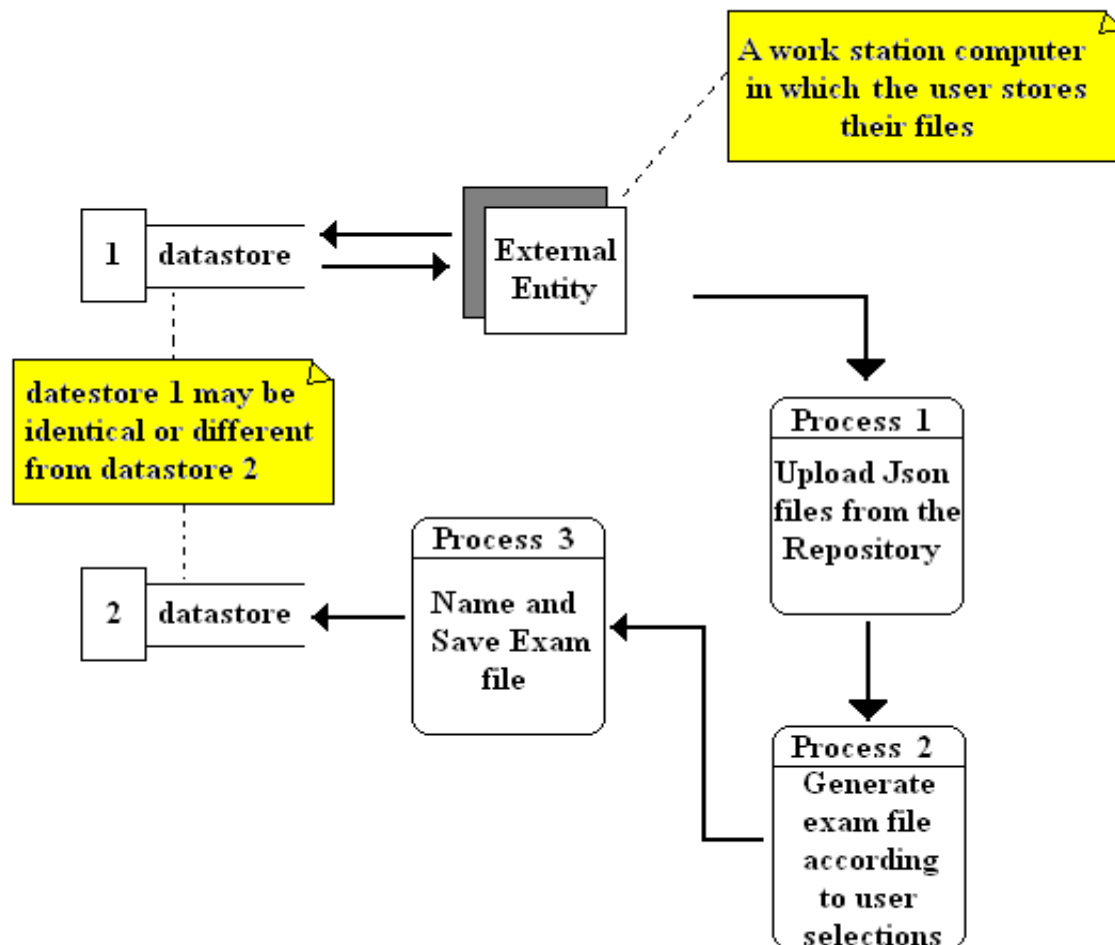 A work station computer
in which the user stores
their files
1
datastore
External
Entity
datestore 1 may be
identical or different
from datastore 2
Process 1
Upload Json
files from the
Repository
Process 3
Name and
Save Exam
file
2
datastore
Process 2
Generate
exam file
according
to user
selections